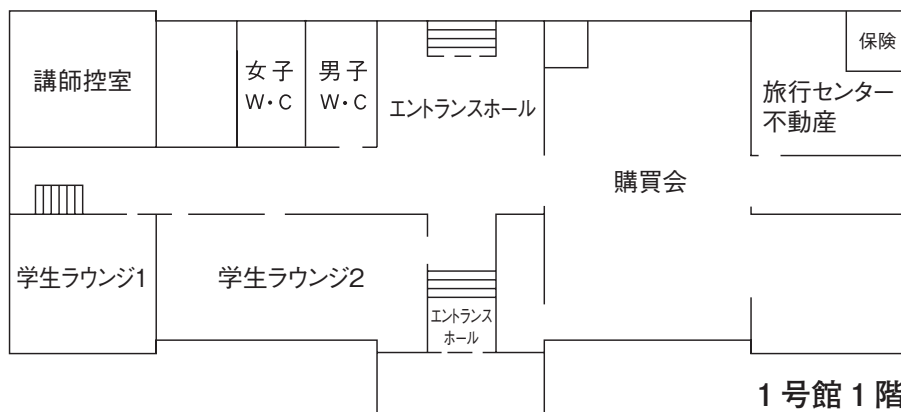 講師控室
女子
W・C
男子
W・C
エントランスホール
購買会
保険
旅行センター
不動産
学生ラウンジ1
学生ラウンジ2
エントランス
ホール
1号館1階